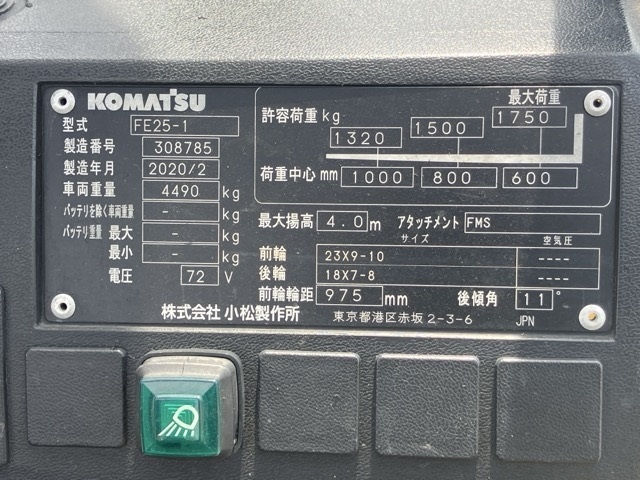 KOMATSU
型式 FE25-1
製造番号 308785
製造年月 2020/2
車両重量 4490 kg
バッテリを除く車両重量 - kg
バッテリ重量 最大 - kg
最小 - kg
電圧 72 V
最大荷重
許容荷重 kg 1320 1500 1750
荷重中心 mm 1000 800 600
最大揚高 4.0 m アタッチメント FMS
サイズ 空気圧
前輪 23X9-10 ----
後輪 18X7-8 ----
前輪輪距 975 mm 後傾角 11°
株式会社 小松製作所 東京都港区赤坂 2-3-6 JPN